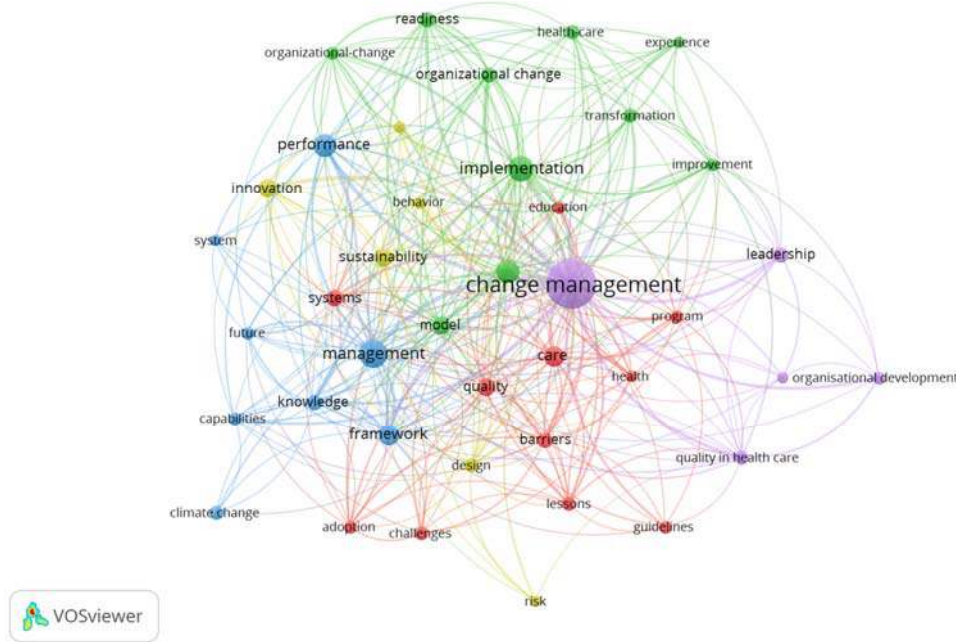 readiness
health-care
experience
organizational-change
organizational change
transformation
performance
implementation
improvement
innovation
behavior
education
system
sustainability
leadership
change management
systems
program
model
future
management
care
health
quality
organisational development
knowledge
capabilities
framework
barriers
quality in health care
design
lessons
climate change
adoption
challenges
guidelines
risk
VOSviewer